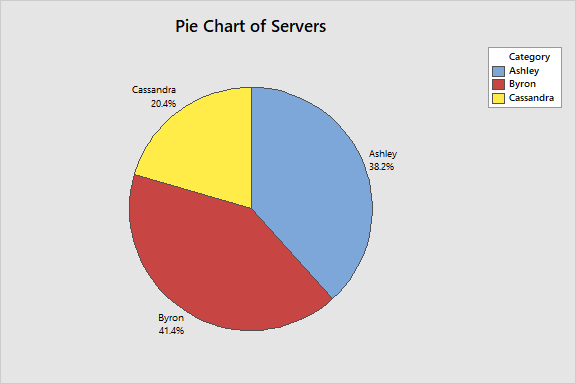 Pie Chart of Servers
Category
Ashley
Byron
Cassandra
Cassandra
20.4%
Ashley
38.2%
Byron
41.4%